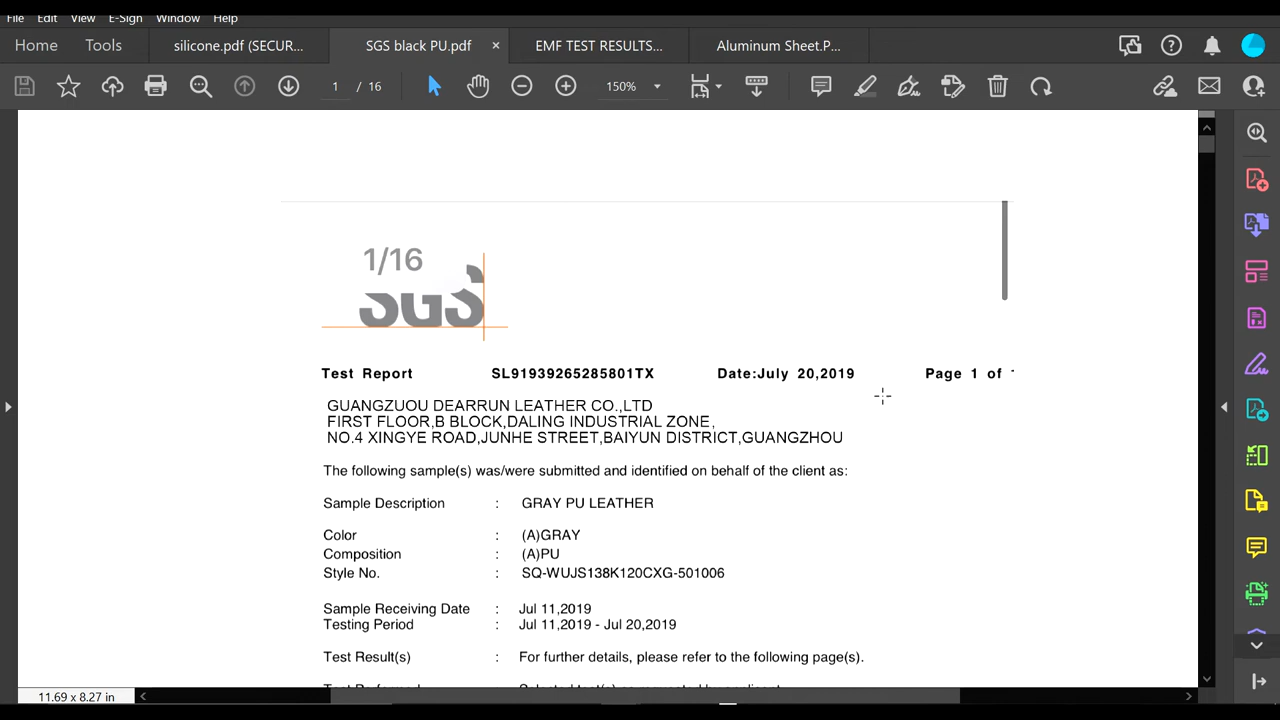 File Edit View E-Sign Window Help
Home Tools silicone.pdf (SECUR... SGS black PU.pdf × EMF TEST RESULTS... Aluminum Sheet.P...
1 / 16 150%
1/16
SGS
Test Report SL91939265285801TX Date:July 20,2019 Page 1 of
GUANGZUOU DEARRUN LEATHER CO.,LTD
FIRST FLOOR,B BLOCK,DALING INDUSTRIAL ZONE,
NO.4 XINGYE ROAD,JUNHE STREET,BAIYUN DISTRICT,GUANGZHOU
The following sample(s) was/were submitted and identified on behalf of the client as:
Sample Description : GRAY PU LEATHER
Color : (A)GRAY
Composition : (A)PU
Style No. : SQ-WUJS138K120CXG-501006
Sample Receiving Date : Jul 11,2019
Testing Period : Jul 11,2019 - Jul 20,2019
Test Result(s) : For further details, please refer to the following page(s).
11.69 x 8.27 in